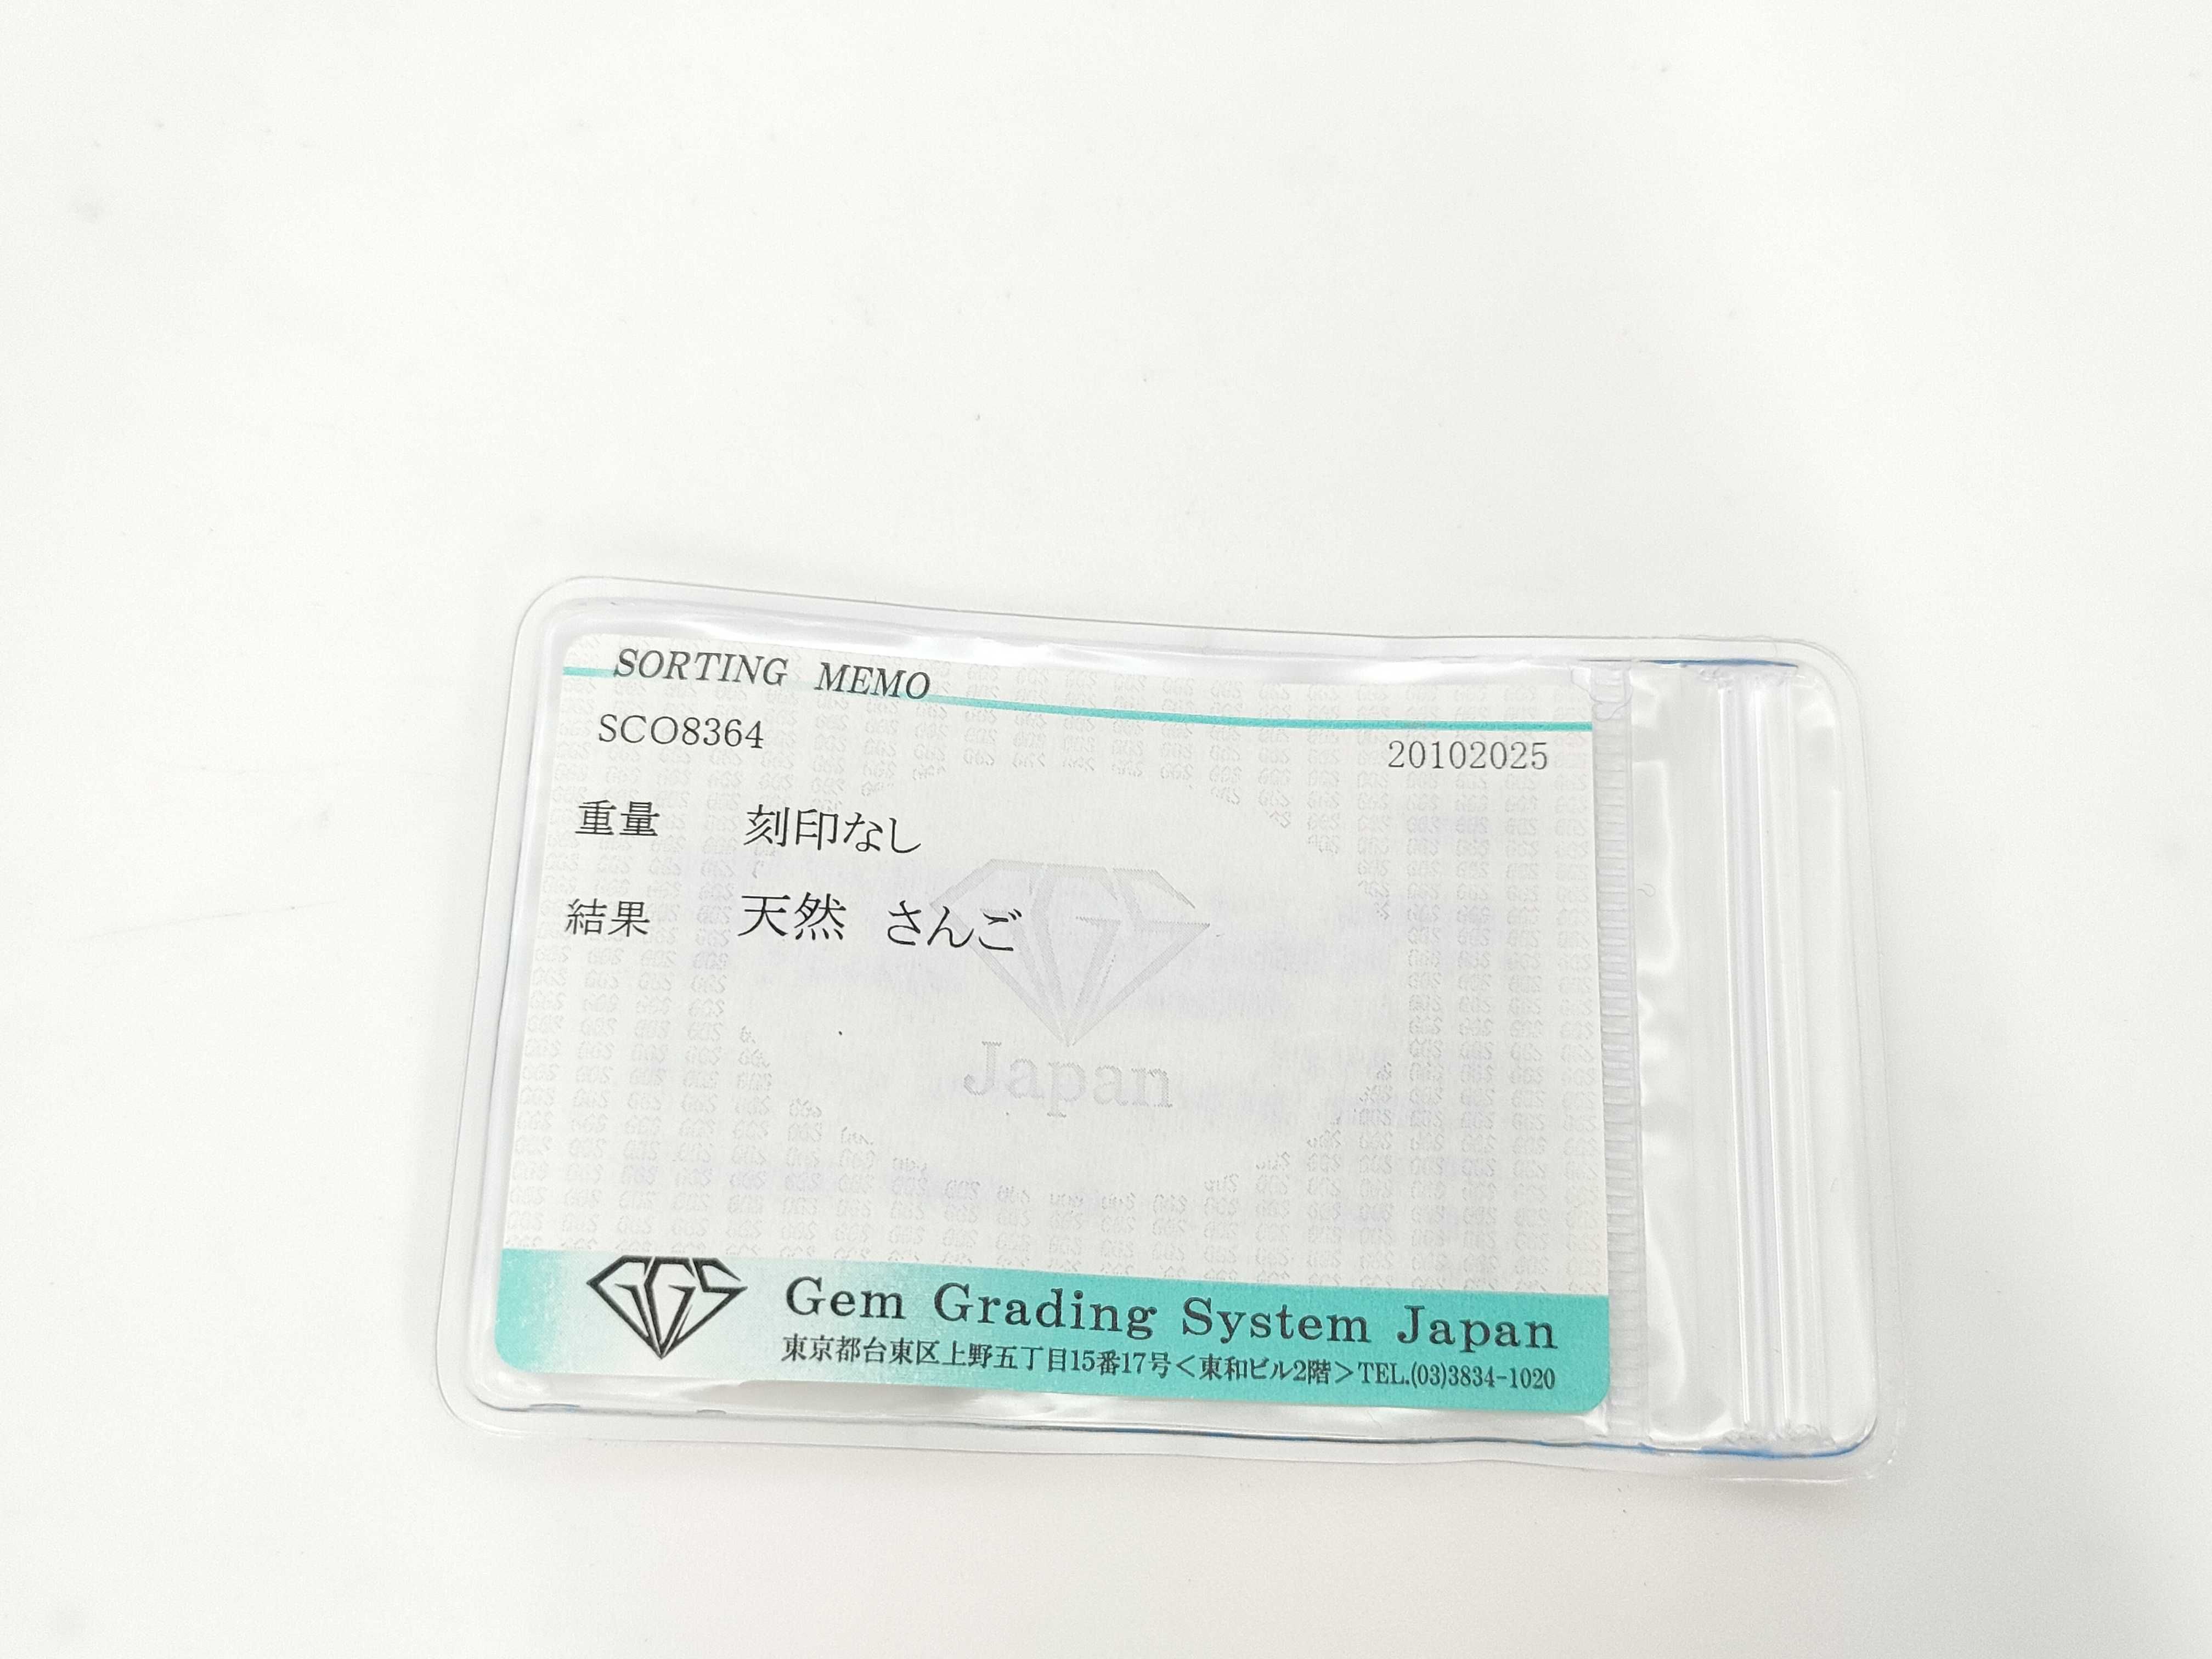 SORTING MEMO
SCO8364
20102025
重量 刻印なし
結果 天然 さんご
GGS
Japan
GGS
Gem Grading System Japan
東京都台東区上野五丁目15番17号＜東和ビル2階＞TEL.(03)3834-1020